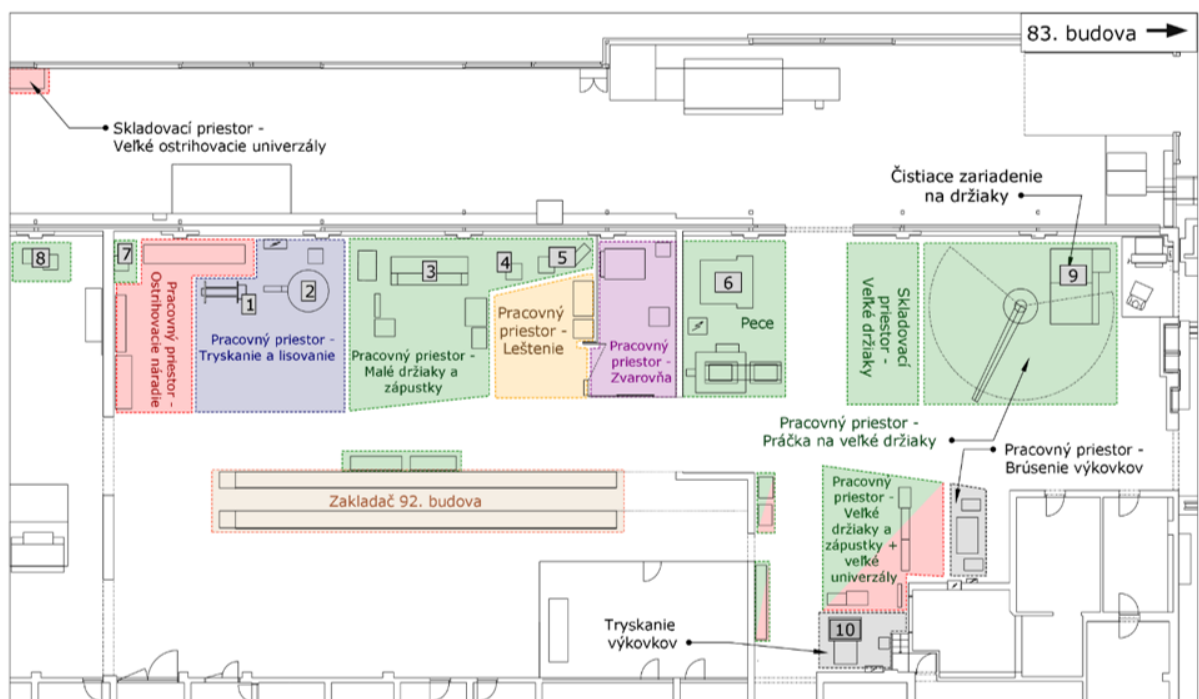 83. budova
Skladovací priestor -
Veľké ostrihovacie univerzály
Čistiace zariadenie
na držiaky
8
7
Pracovný priestor -
Ostrihovacie náradie
1
2
Pracovný priestor -
Tryskanie a lisovanie
3
4
5
Pracovný priestor -
Malé držiaky a
zápustky
Pracovný
priestor -
Leštenie
Pracovný
priestor -
Zvarovňa
6
Pece
Skladovací
priestor -
Veľké držiaky
9
Pracovný priestor -
Práčka na veľké držiaky
Pracovný priestor -
Brúsenie výkovkov
Zakladač 92. budova
Pracovný
priestor -
Veľké
držiaky a
zápustky +
veľké
univerzály
Tryskanie
výkovkov
10